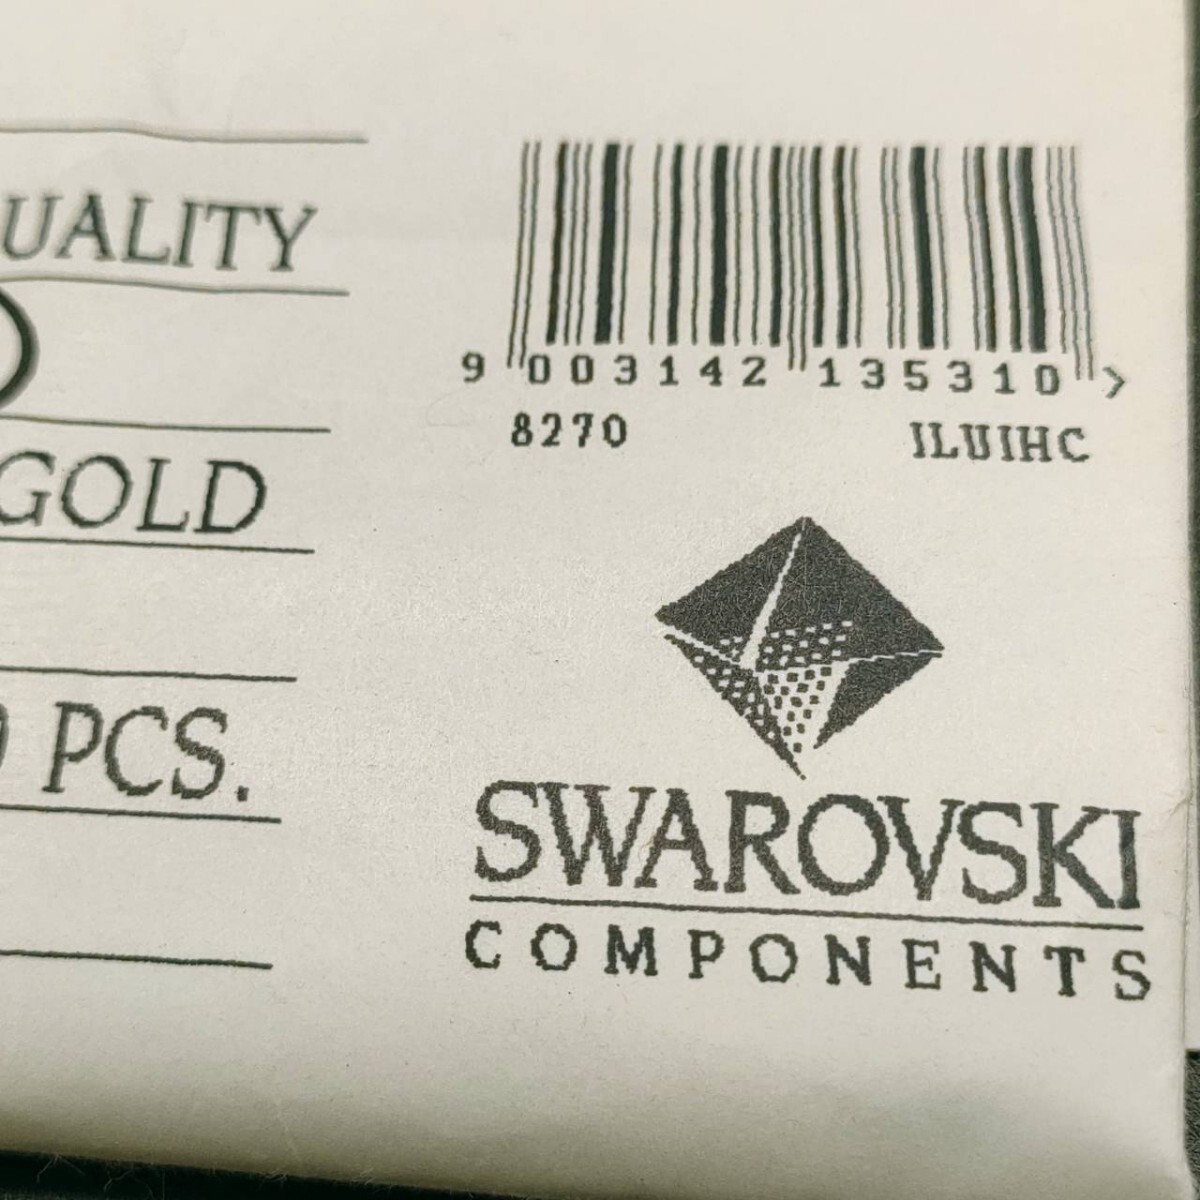 UALITY
GOLD
PCS.
9 003142 135310 >
8270 ILUIHC
SWAROVSKI
COMPONENTS